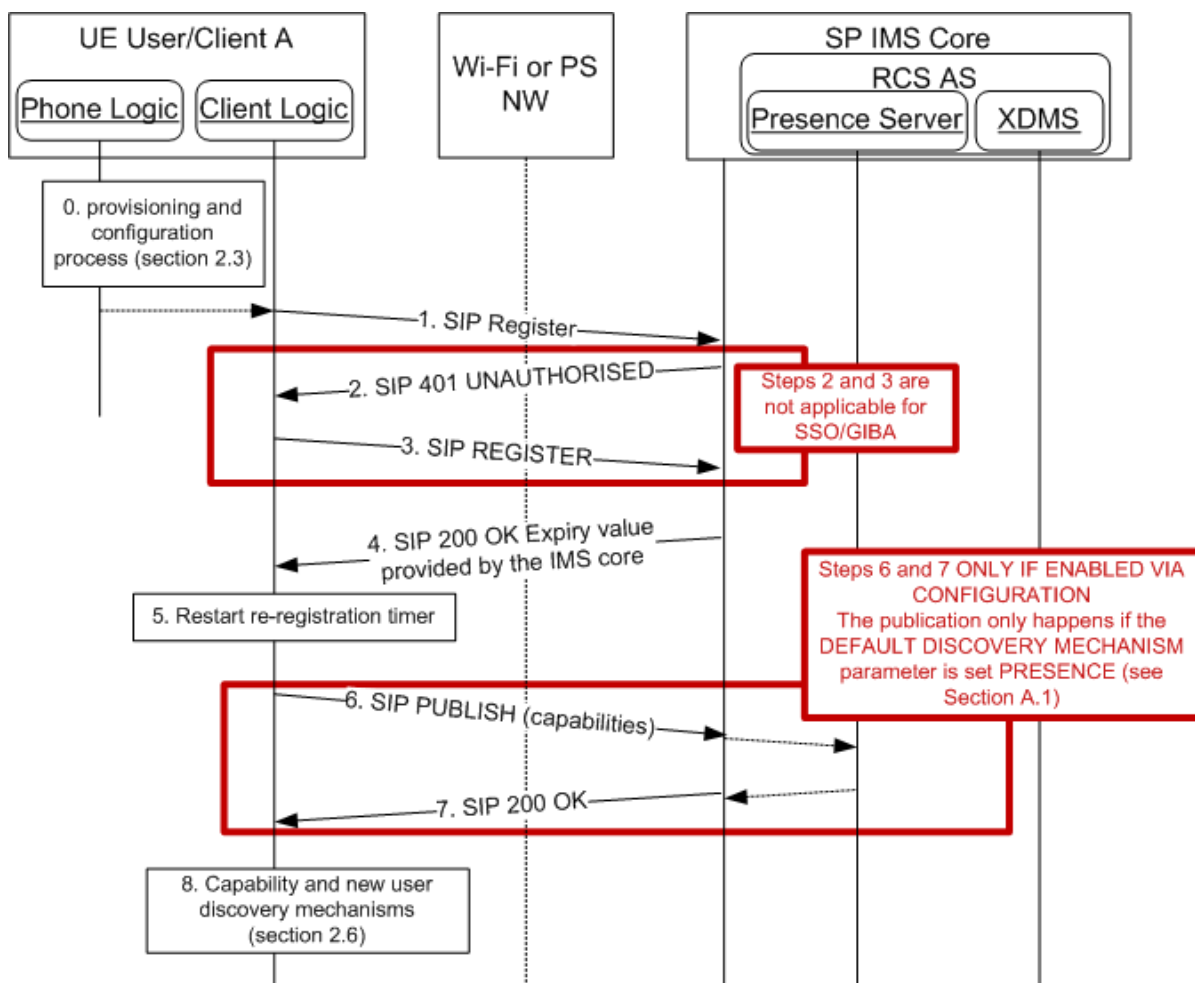 UE User/Client A
Phone Logic
Client Logic
Wi-Fi or PS
NW
SP IMS Core
RCS AS
Presence Server
XDMS
0. provisioning and
configuration
process (section 2.3)
1. SIP Register
2. SIP 401 UNAUTHORISED
Steps 2 and 3 are
not applicable for
SSO/GIBA
3. SIP REGISTER
4. SIP 200 OK Expiry value
provided by the IMS core
5. Restart re-registration timer
Steps 6 and 7 ONLY IF ENABLED VIA
CONFIGURATION
The publication only happens if the
DEFAULT DISCOVERY MECHANISM
parameter is set PRESENCE (see
Section A.1)
6. SIP PUBLISH (capabilities)
7. SIP 200 OK
8. Capability and new user
discovery mechanisms
(section 2.6)